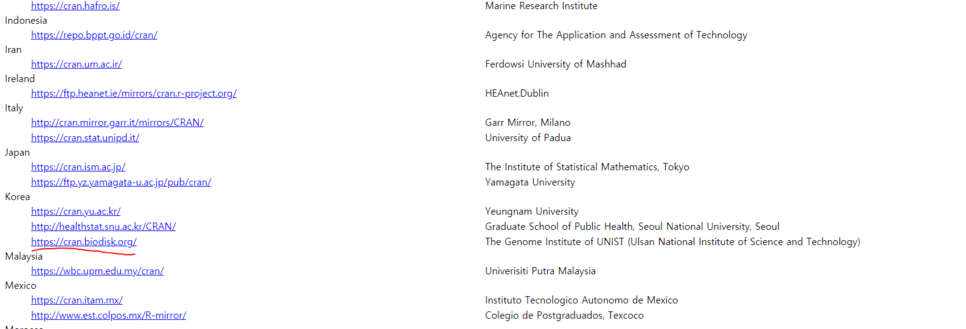 https://cran.hafro.is/ Marine Research Institute
Indonesia
https://repo.bppt.go.id/cran/ Agency for The Application and Assessment of Technology
Iran
https://cran.um.ac.ir/ Ferdowsi University of Mashhad
Ireland
https://ftp.heanet.ie/mirrors/cran.r-project.org/ HEAnet,Dublin
Italy
http://cran.mirror.garr.it/mirrors/CRAN/ Garr Mirror, Milano
https://cran.stat.unipd.it/ University of Padua
Japan
https://cran.ism.ac.jp/ The Institute of Statistical Mathematics, Tokyo
https://ftp.yz.yamagata-u.ac.jp/pub/cran/ Yamagata University
Korea
https://cran.yu.ac.kr/ Yeungnam University
http://healthstat.snu.ac.kr/CRAN/ Graduate School of Public Health, Seoul National University, Seoul
https://cran.biodisk.org/ The Genome Institute of UNIST (Ulsan National Institute of Science and Technology)
Malaysia
https://wbc.upm.edu.my/cran/ Univerisiti Putra Malaysia
Mexico
https://cran.itam.mx/ Instituto Tecnologico Autonomo de Mexico
http://www.est.colpos.mx/R-mirror/ Colegio de Postgraduados, Texcoco